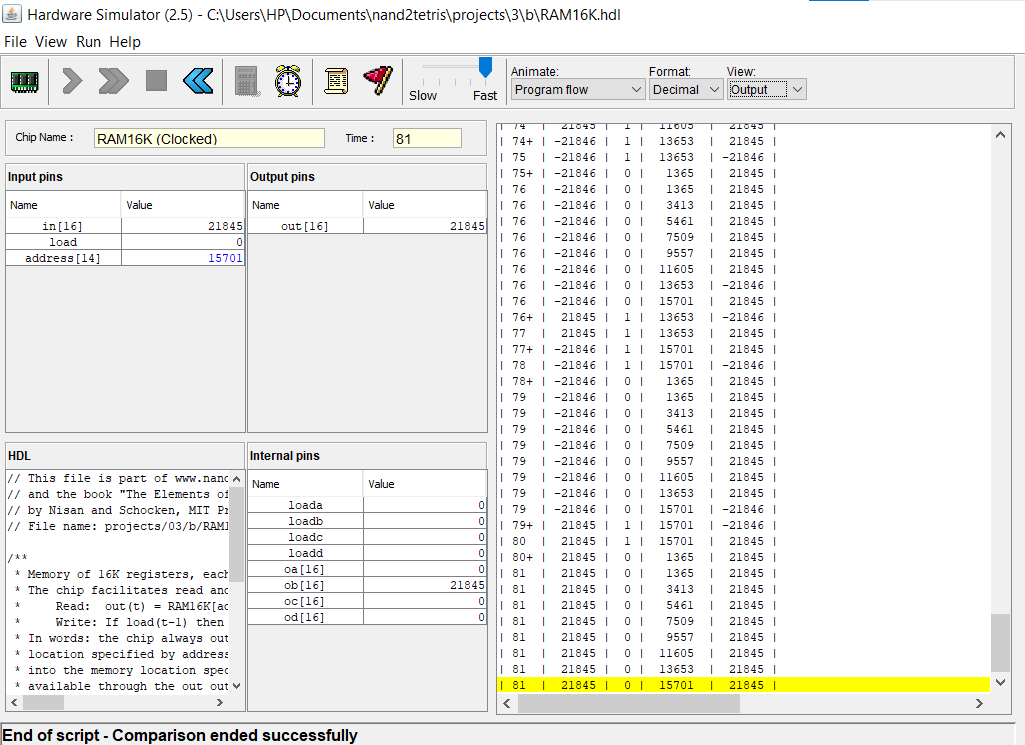 Hardware Simulator (2.5) - C:\Users\HP\Documents\nand2tetris\projects\3\b\RAM16K.hdl
File View Run Help
Slow Fast
Animate: Format: View:
Program flow Decimal Output
Chip Name : RAM16K (Clocked) Time : 81
Input pins
Name Value
in[16] 21845
load 0
address[14] 15701
Output pins
Name Value
out[16] 21845
HDL
// This file is part of www.nand
// and the book "The Elements of
// by Nisan and Schocken, MIT Pr
// File name: projects/03/b/RAM1
/**
* Memory of 16K registers, each
* The chip facilitates read and
* Read: out(t) = RAM16K[ad
* Write: If load(t-1) then
* In words: the chip always out
* location specified by address
* into the memory location spec
* available through the out out
Internal pins
Name Value
loada 0
loadb 0
loadc 0
loadd 0
oa[16] 0
ob[16] 21845
oc[16] 0
od[16] 0
| 74 | 21845 | 1 | 11605 | 21845 |
| 74+ | -21846 | 1 | 13653 | 21845 |
| 75 | -21846 | 1 | 13653 | -21846 |
| 75+ | -21846 | 0 | 1365 | 21845 |
| 76 | -21846 | 0 | 1365 | 21845 |
| 76 | -21846 | 0 | 3413 | 21845 |
| 76 | -21846 | 0 | 5461 | 21845 |
| 76 | -21846 | 0 | 7509 | 21845 |
| 76 | -21846 | 0 | 9557 | 21845 |
| 76 | -21846 | 0 | 11605 | 21845 |
| 76 | -21846 | 0 | 13653 | -21846 |
| 76 | -21846 | 0 | 15701 | 21845 |
| 76+ | 21845 | 1 | 13653 | -21846 |
| 77 | 21845 | 1 | 13653 | 21845 |
| 77+ | -21846 | 1 | 15701 | 21845 |
| 78 | -21846 | 1 | 15701 | -21846 |
| 78+ | -21846 | 0 | 1365 | 21845 |
| 79 | -21846 | 0 | 1365 | 21845 |
| 79 | -21846 | 0 | 3413 | 21845 |
| 79 | -21846 | 0 | 5461 | 21845 |
| 79 | -21846 | 0 | 7509 | 21845 |
| 79 | -21846 | 0 | 9557 | 21845 |
| 79 | -21846 | 0 | 11605 | 21845 |
| 79 | -21846 | 0 | 13653 | 21845 |
| 79 | -21846 | 0 | 15701 | -21846 |
| 79+ | 21845 | 1 | 15701 | -21846 |
| 80 | 21845 | 1 | 15701 | 21845 |
| 80+ | 21845 | 0 | 1365 | 21845 |
| 81 | 21845 | 0 | 1365 | 21845 |
| 81 | 21845 | 0 | 3413 | 21845 |
| 81 | 21845 | 0 | 5461 | 21845 |
| 81 | 21845 | 0 | 7509 | 21845 |
| 81 | 21845 | 0 | 9557 | 21845 |
| 81 | 21845 | 0 | 11605 | 21845 |
| 81 | 21845 | 0 | 13653 | 21845 |
| 81 | 21845 | 0 | 15701 | 21845 |
End of script - Comparison ended successfully